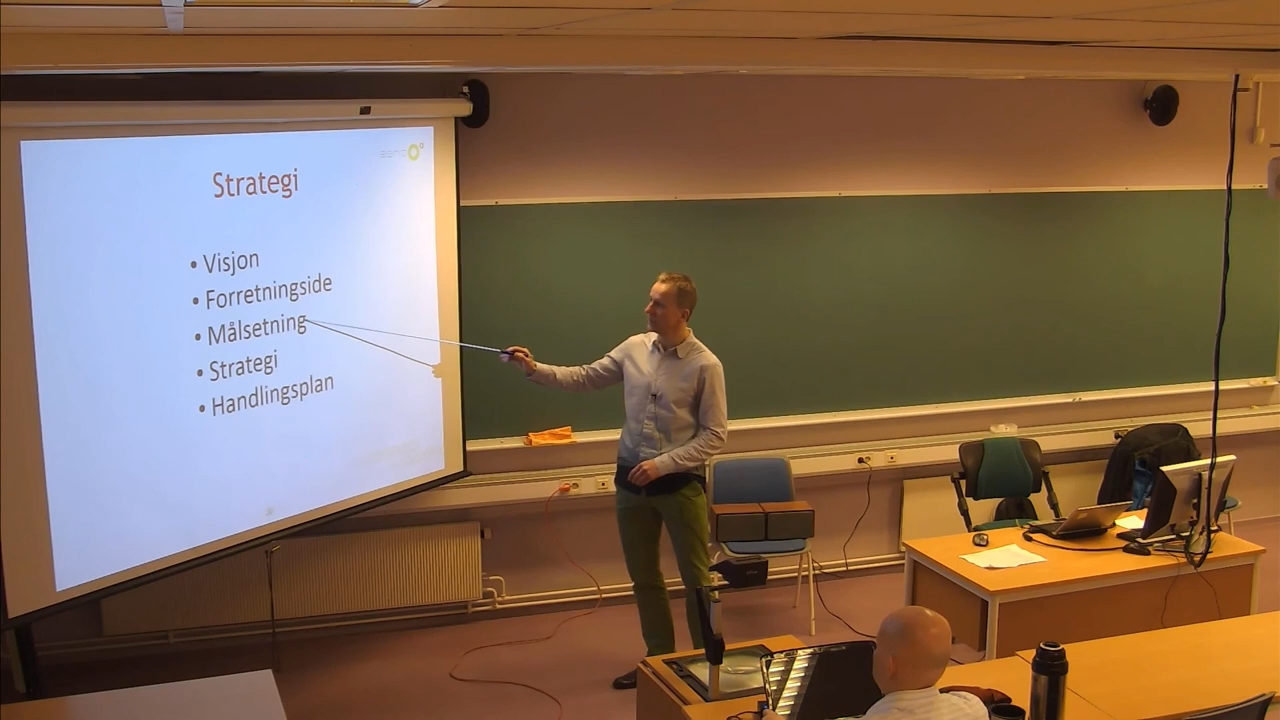 Strategi
• Visjon
• Forretningside
• Målsetning
• Strategi
• Handlingsplan